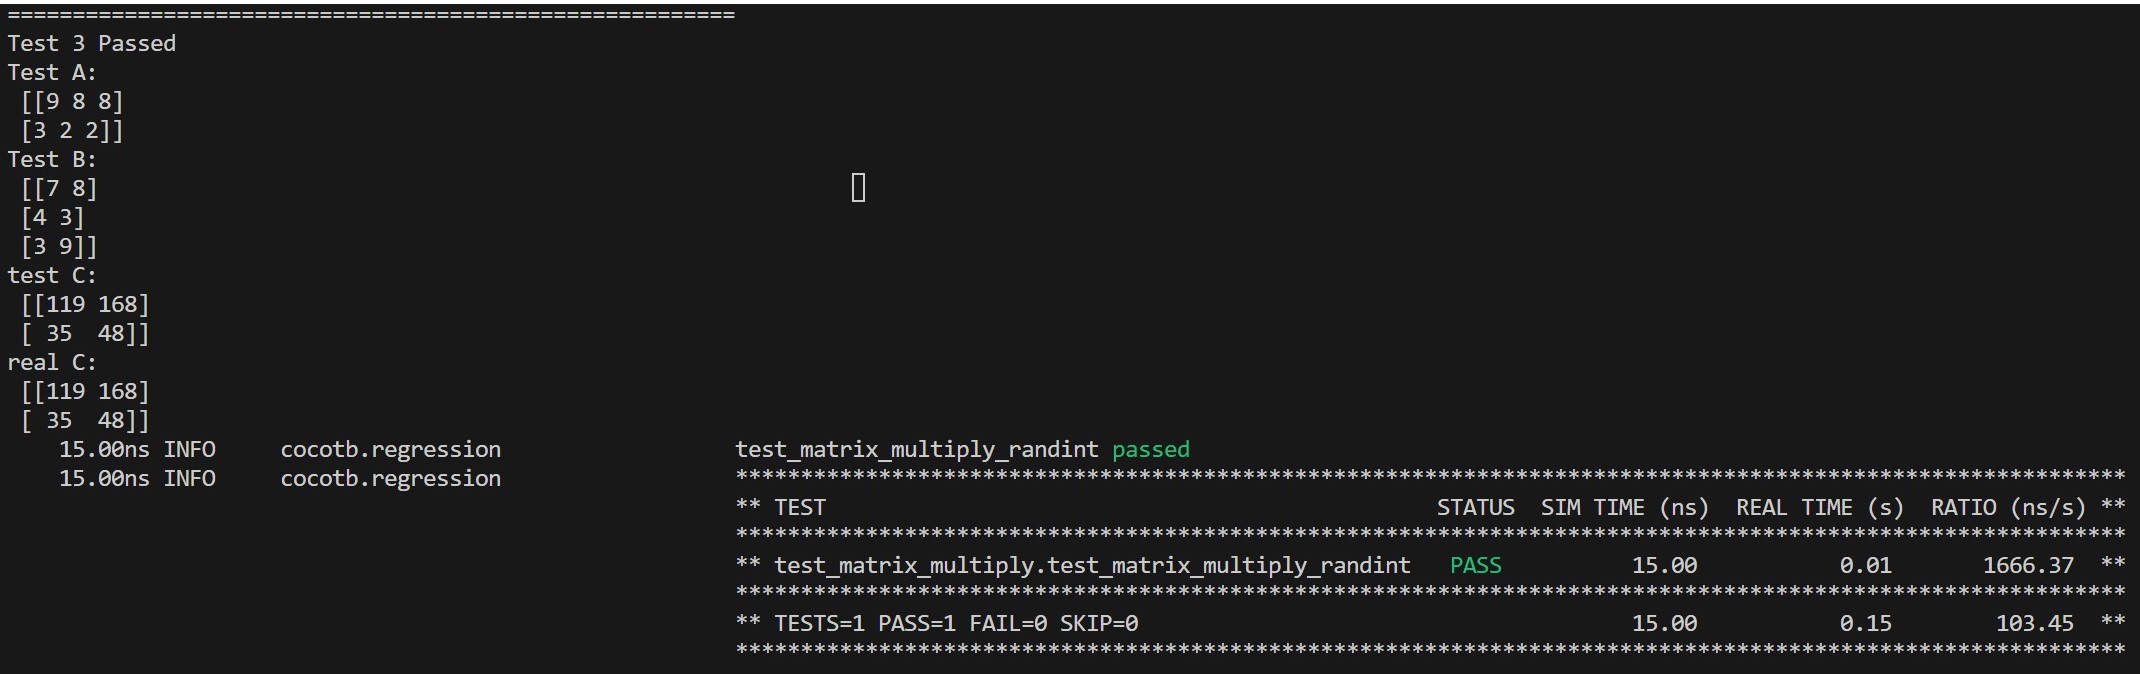 ========================================================
Test 3 Passed
Test A:
 [[9 8 8]
 [3 2 2]]
Test B:
 [[7 8]
 [4 3]
 [3 9]]
test C:
 [[119 168]
 [ 35  48]]
real C:
 [[119 168]
 [ 35  48]]
    15.00ns INFO     cocotb.regression                  test_matrix_multiply_randint passed
    15.00ns INFO     cocotb.regression                  ***********************************************************************************************************
                                                        ** TEST                                               STATUS  SIM TIME (ns)  REAL TIME (s)  RATIO (ns/s) **
                                                        ***********************************************************************************************************
                                                        ** test_matrix_multiply.test_matrix_multiply_randint   PASS          15.00           0.01       1666.37  **
                                                        ***********************************************************************************************************
                                                        ** TESTS=1 PASS=1 FAIL=0 SKIP=0                                      15.00           0.15        103.45  **
                                                        ***********************************************************************************************************